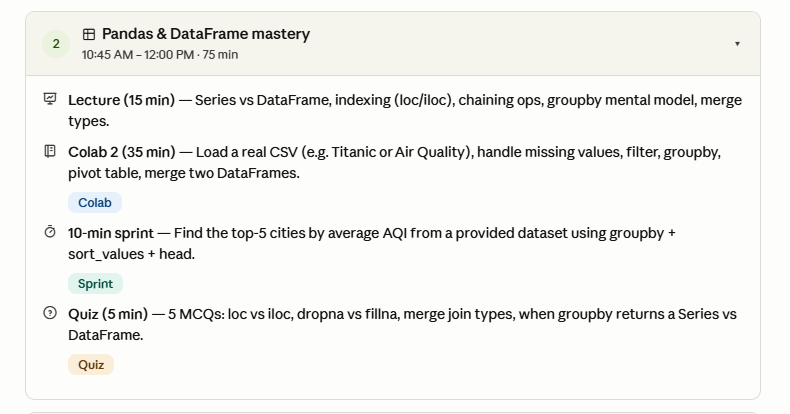 2
Pandas & DataFrame mastery
10:45 AM – 12:00 PM · 75 min
Lecture (15 min) — Series vs DataFrame, indexing (loc/iloc), chaining ops, groupby mental model, merge
types.
Colab 2 (35 min) — Load a real CSV (e.g. Titanic or Air Quality), handle missing values, filter, groupby,
pivot table, merge two DataFrames.
Colab
10-min sprint — Find the top-5 cities by average AQI from a provided dataset using groupby +
sort_values + head.
Sprint
Quiz (5 min) — 5 MCQs: loc vs iloc, dropna vs fillna, merge join types, when groupby returns a Series vs
DataFrame.
Quiz